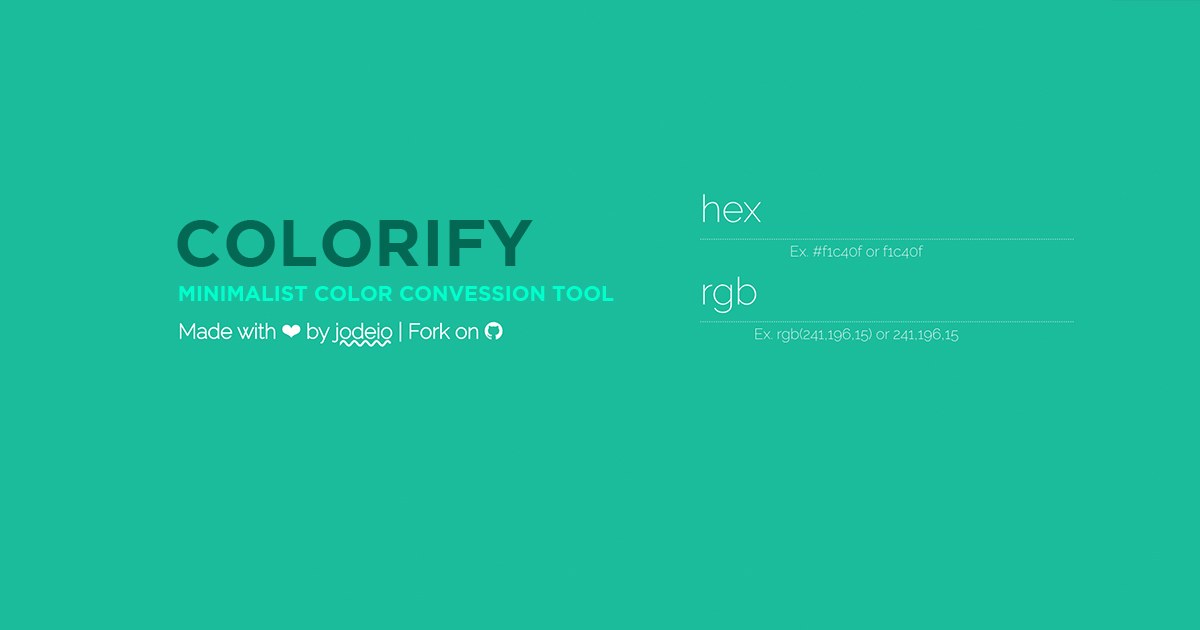 COLORIFY
MINIMALIST COLOR CONVESSION TOOL
Made with ❤ by jodeio | Fork on
hex
Ex. #f1c40f or f1c40f
rgb
Ex. rgb(241,196,15) or 241,196,15